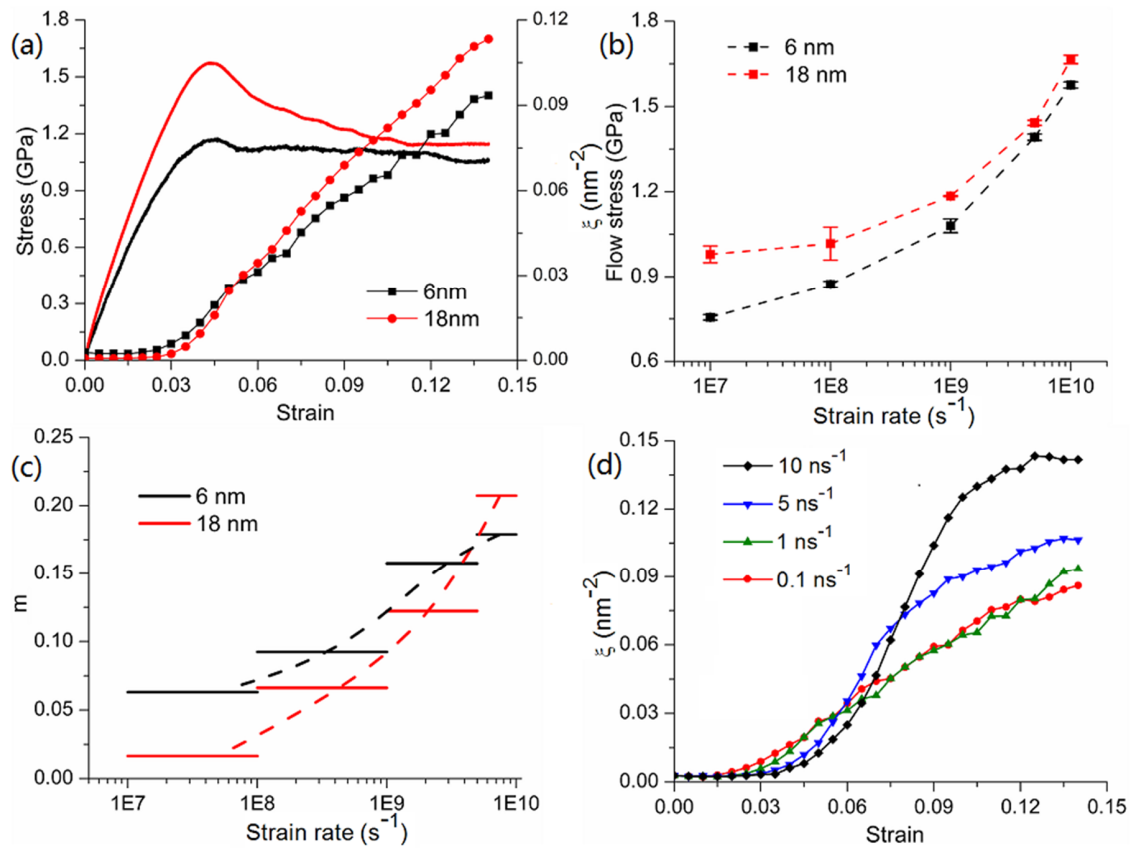 (a)
1.8
1.5
1.2
0.9
0.6
0.3
0.0
Stress (GPa)
0.12
0.09
0.06
0.03
0.00
ξ (nm⁻²)
6nm
18nm
0.00 0.03 0.06 0.09 0.12 0.15
Strain
(b)
1.8
1.5
1.2
0.9
0.6
Flow stress (GPa)
6 nm
18 nm
1E7 1E8 1E9 1E10
Strain rate (s⁻¹)
(c)
0.25
0.20
0.15
0.10
0.05
0.00
m
6 nm
18 nm
1E7 1E8 1E9 1E10
Strain rate (s⁻¹)
(d)
0.15
0.12
0.09
0.06
0.03
0.00
ξ (nm⁻²)
10 ns⁻¹
5 ns⁻¹
1 ns⁻¹
0.1 ns⁻¹
0.00 0.03 0.06 0.09 0.12 0.15
Strain